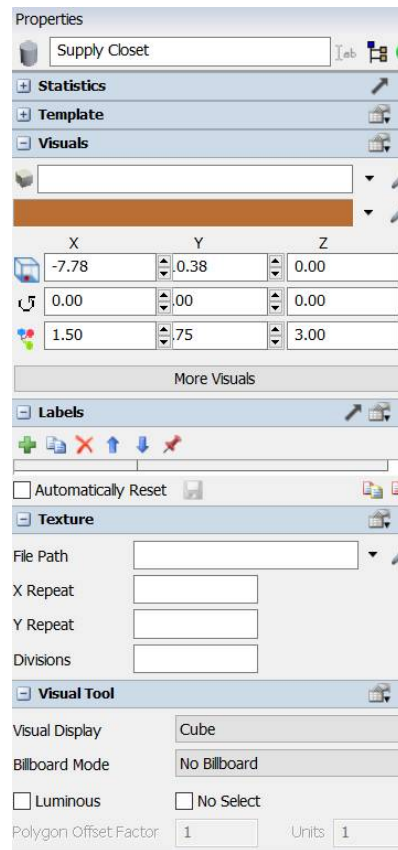 Properties
Supply Closet
Statistics
Template
Visuals
X Y Z
-7.78 .0.38 0.00
0.00 .00 0.00
1.50 .75 3.00
More Visuals
Labels
Automatically Reset
Texture
File Path
X Repeat
Y Repeat
Divisions
Visual Tool
Visual Display Cube
Billboard Mode No Billboard
Luminous No Select
Polygon Offset Factor 1 Units 1